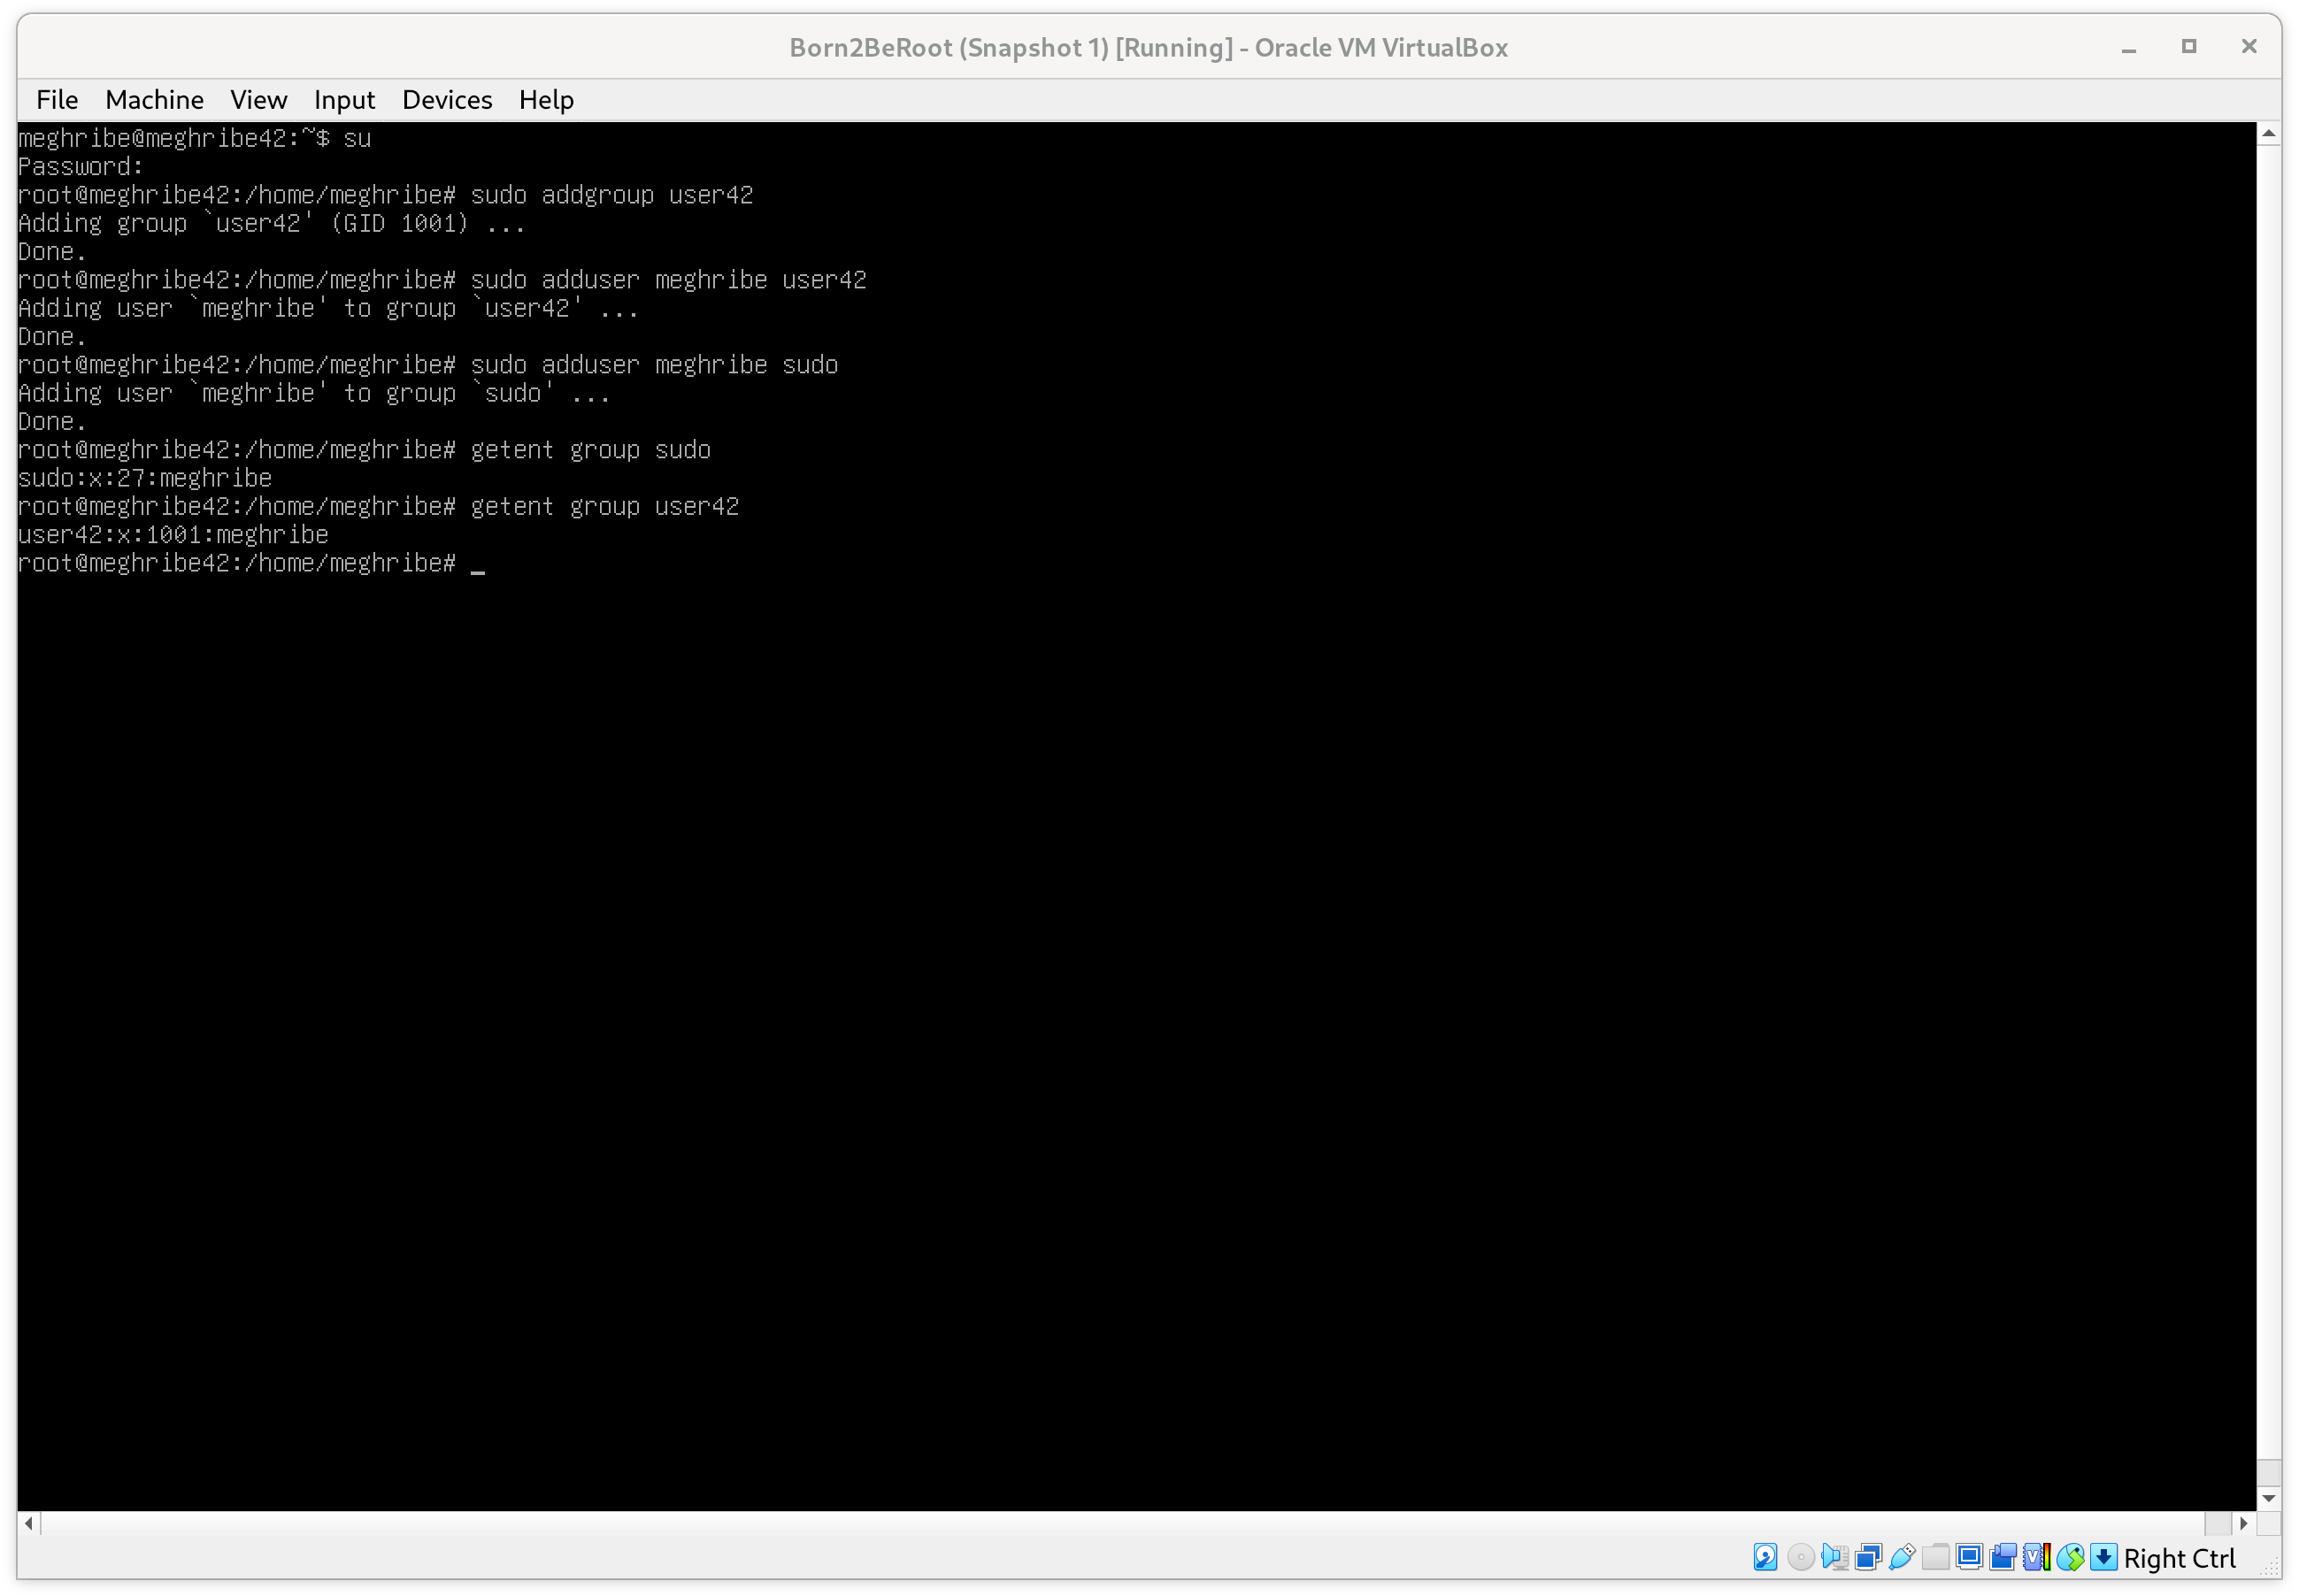 Born2BeRoot (Snapshot 1) [Running] - Oracle VM VirtualBox
File Machine View Input Devices Help
meghribe@meghribe42:~$ su
Password:
root@meghribe42:/home/meghribe# sudo addgroup user42
Adding group `user42' (GID 1001) ...
Done.
root@meghribe42:/home/meghribe# sudo adduser meghribe user42
Adding user `meghribe' to group `user42' ...
Done.
root@meghribe42:/home/meghribe# sudo adduser meghribe sudo
Adding user `meghribe' to group `sudo' ...
Done.
root@meghribe42:/home/meghribe# getent group sudo
sudo:x:27:meghribe
root@meghribe42:/home/meghribe# getent group user42
user42:x:1001:meghribe
root@meghribe42:/home/meghribe# _
Right Ctrl